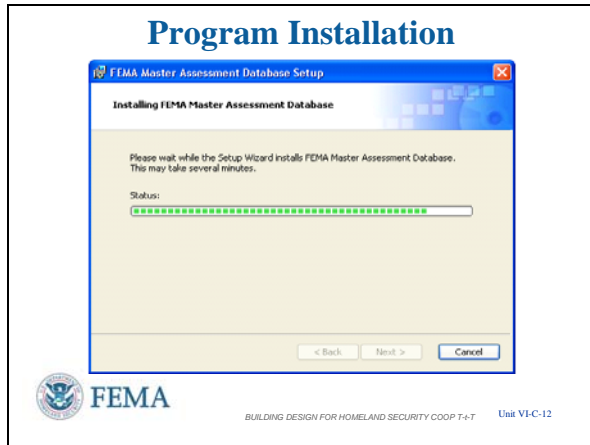 Program Installation
FEMA Master Assessment Database Setup
Installing FEMA Master Assessment Database
Please wait while the Setup Wizard installs FEMA Master Assessment Database.
This may take several minutes.
Status:
< Back Next > Cancel
FEMA
BUILDING DESIGN FOR HOMELAND SECURITY COOP T-t-T Unit VI-C-12